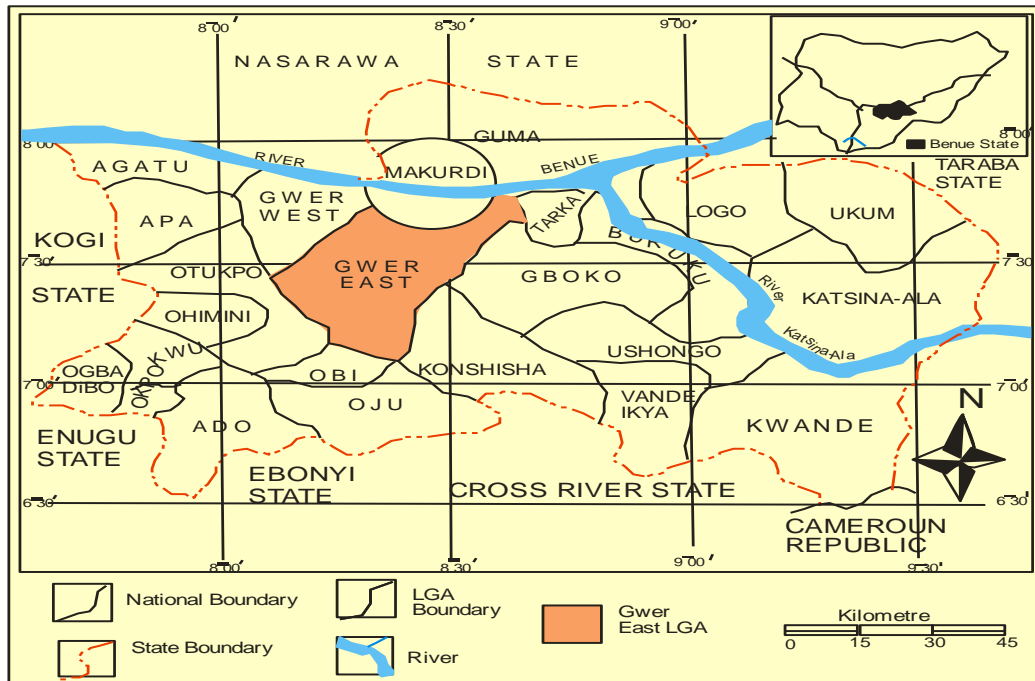 8°00' 9°00'
NASARAWA STATE
GUMA
8°00' 8°00'
Benue State
AGATU
RIVER
BENUE
MAKURDI
TARABA
STATE
GWER
WEST
TARKA
LOGO
UKUM
APA
BURUKU
KOGI
STATE
7°30' 7°30'
OTUKPO
GWER
EAST
GBOKO
River
KATSINA-ALA
OHIMINI
Katsina-Ala
USHONGO
OGBA
DIBO
OKPOKWU
OBI
KONSHISHA
7°00' 7°00'
VANDE
IKYA
N
OJU
ADO
KWANDE
ENUGU
STATE
EBONYI
STATE
CROSS RIVER STATE
6°30' 6°30'
CAMEROUN
REPUBLIC
8°00' 8°30' 9°00' 9°30'
National Boundary
LGA
Boundary
Gwer
East LGA
Kilometre
0 15 30 45
State Boundary
River